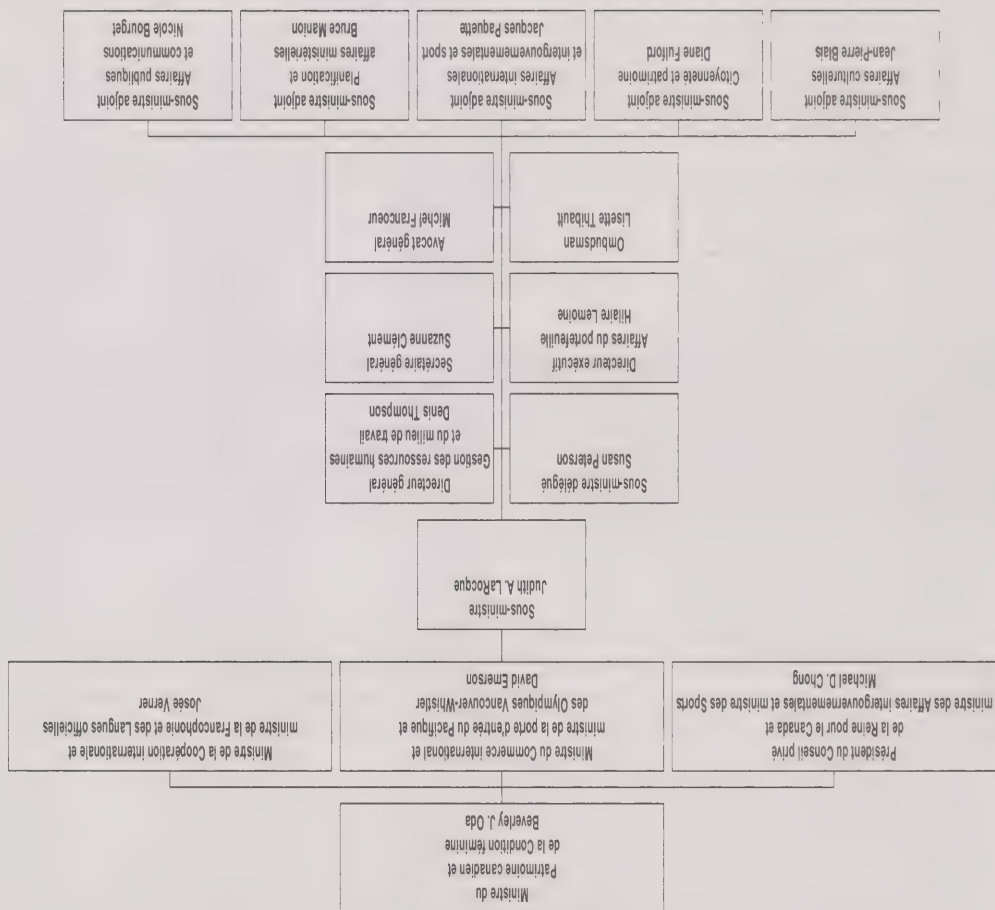 Ministre du
Patrimoine canadien et
de la Condition féminine
Beverley J. Oda
Président du Conseil privé
de la Reine pour le Canada et
ministre des Affaires intergouvernementales et ministre des Sports
Michael D. Chong
Ministre du Commerce international et
ministre de la porte d'entrée du Pacifique et
des Olympiques Vancouver-Whistler
David Emerson
Ministre de la Coopération internationale et
ministre de la Francophonie et des Langues officielles
Josée Verner
Sous-ministre
Judith A. LaRocque
Sous-ministre délégué
Susan Peterson
Directeur général
Gestion des ressources humaines
et du milieu de travail
Denis Thompson
Directeur exécutif
Affaires du portefeuille
Hilaire Lemoine
Secrétaire général
Suzanne Clément
Ombudsman
Lisette Thibault
Avocat général
Michel Francoeur
Sous-ministre adjoint
Affaires culturelles
Jean-Pierre Blais
Sous-ministre adjoint
Citoyenneté et patrimoine
Diane Fulford
Sous-ministre adjoint
Affaires internationales
et intergouvernementales et sport
Jacques Paquette
Sous-ministre adjoint
Planification et
affaires ministérielles
Bruce Manion
Sous-ministre adjoint
Affaires publiques
et communications
Nicole Bourget